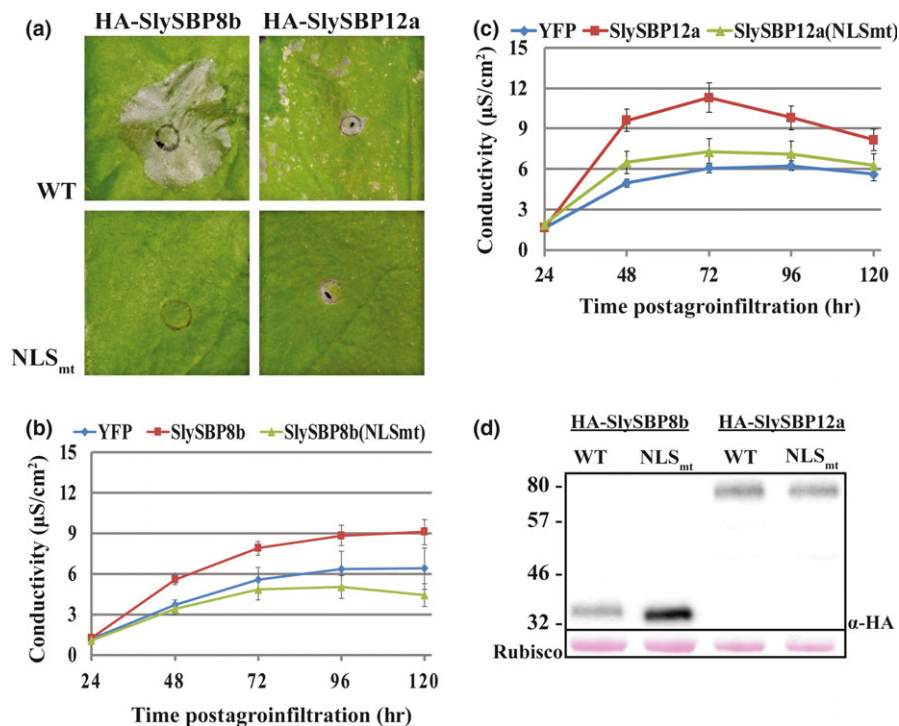 (a)
HA-SlySBP8b HA-SlySBP12a
WT
NLSmt
(b)
YFP SlySBP8b SlySBP8b(NLSmt)
Conductivity (µS/cm²)
15
12
9
6
3
0
24 48 72 96 120
Time postagroinfiltration (hr)
(c)
YFP SlySBP12a SlySBP12a(NLSmt)
Conductivity (µS/cm²)
15
12
9
6
3
0
24 48 72 96 120
Time postagroinfiltration (hr)
(d)
HA-SlySBP8b HA-SlySBP12a
WT NLSmt WT NLSmt
80 -
57 -
46 -
32 -
α-HA
Rubisco